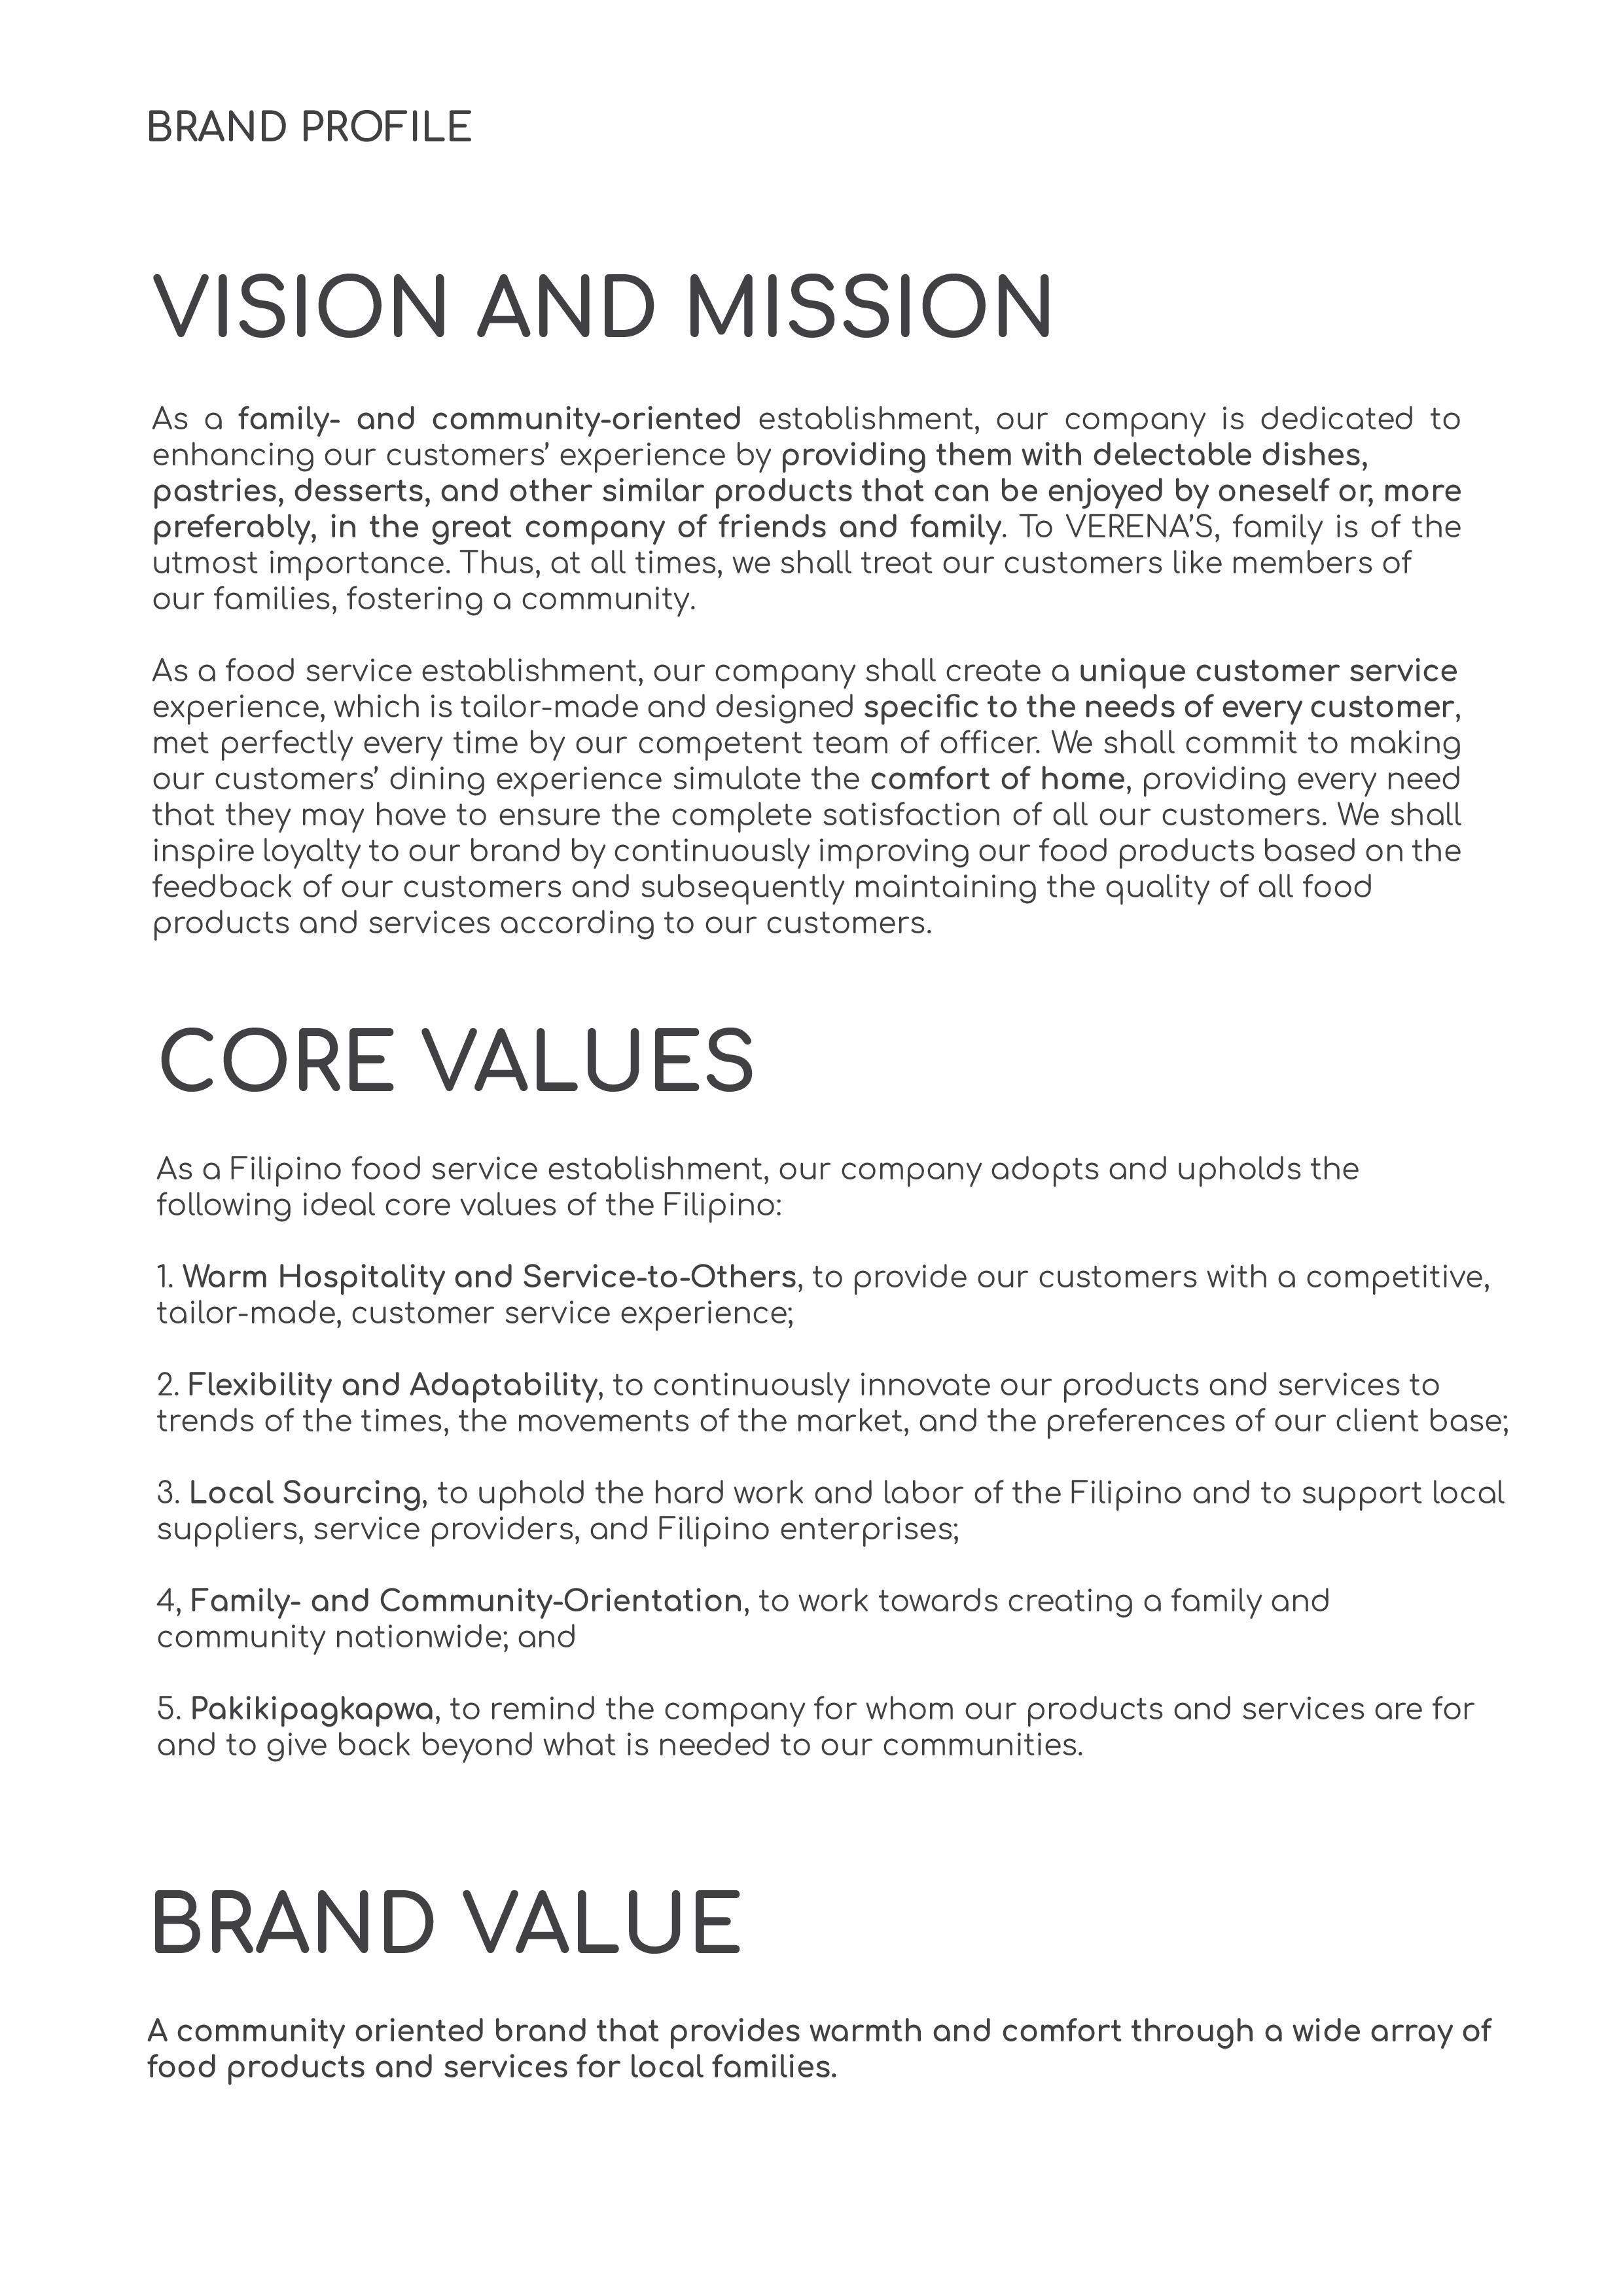 BRAND PROFILE
VISION AND MISSION
As a family- and community-oriented establishment, our company is dedicated to
enhancing our customers’ experience by providing them with delectable dishes,
pastries, desserts, and other similar products that can be enjoyed by oneself or, more
preferably, in the great company of friends and family. To VERENA’S, family is of the
utmost importance. Thus, at all times, we shall treat our customers like members of
our families, fostering a community.
As a food service establishment, our company shall create a unique customer service
experience, which is tailor-made and designed specific to the needs of every customer,
met perfectly every time by our competent team of officer. We shall commit to making
our customers’ dining experience simulate the comfort of home, providing every need
that they may have to ensure the complete satisfaction of all our customers. We shall
inspire loyalty to our brand by continuously improving our food products based on the
feedback of our customers and subsequently maintaining the quality of all food
products and services according to our customers.
CORE VALUES
As a Filipino food service establishment, our company adopts and upholds the
following ideal core values of the Filipino:
1. Warm Hospitality and Service-to-Others, to provide our customers with a competitive,
tailor-made, customer service experience;
2. Flexibility and Adaptability, to continuously innovate our products and services to
trends of the times, the movements of the market, and the preferences of our client base;
3. Local Sourcing, to uphold the hard work and labor of the Filipino and to support local
suppliers, service providers, and Filipino enterprises;
4, Family- and Community-Orientation, to work towards creating a family and
community nationwide; and
5. Pakikipagkapwa, to remind the company for whom our products and services are for
and to give back beyond what is needed to our communities.
BRAND VALUE
A community oriented brand that provides warmth and comfort through a wide array of
food products and services for local families.